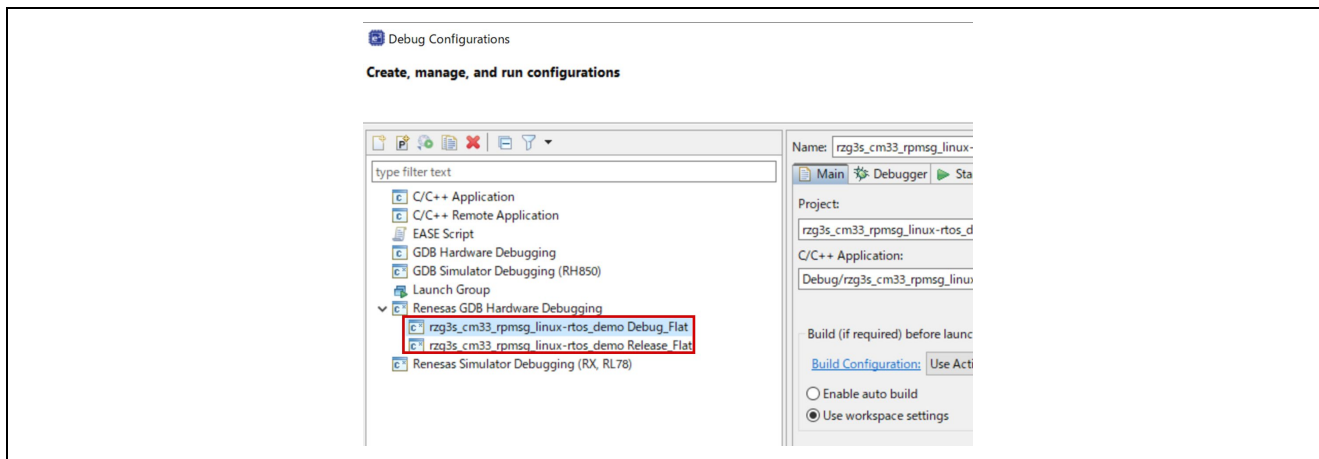 Debug Configurations
Create, manage, and run configurations
type filter text
C/C++ Application
C/C++ Remote Application
EASE Script
GDB Hardware Debugging
GDB Simulator Debugging (RH850)
Launch Group
Renesas GDB Hardware Debugging
rzg3s_cm33_rpmsg_linux-rtos_demo Debug_Flat
rzg3s_cm33_rpmsg_linux-rtos_demo Release_Flat
Renesas Simulator Debugging (RX, RL78)
Name: rzg3s_cm33_rpmsg_linux-
Main Debugger Sta
Project:
rzg3s_cm33_rpmsg_linux-rtos_d
C/C++ Application:
Debug/rzg3s_cm33_rpmsg_linux
Build (if required) before launc
Build Configuration: Use Acti
Enable auto build
Use workspace settings